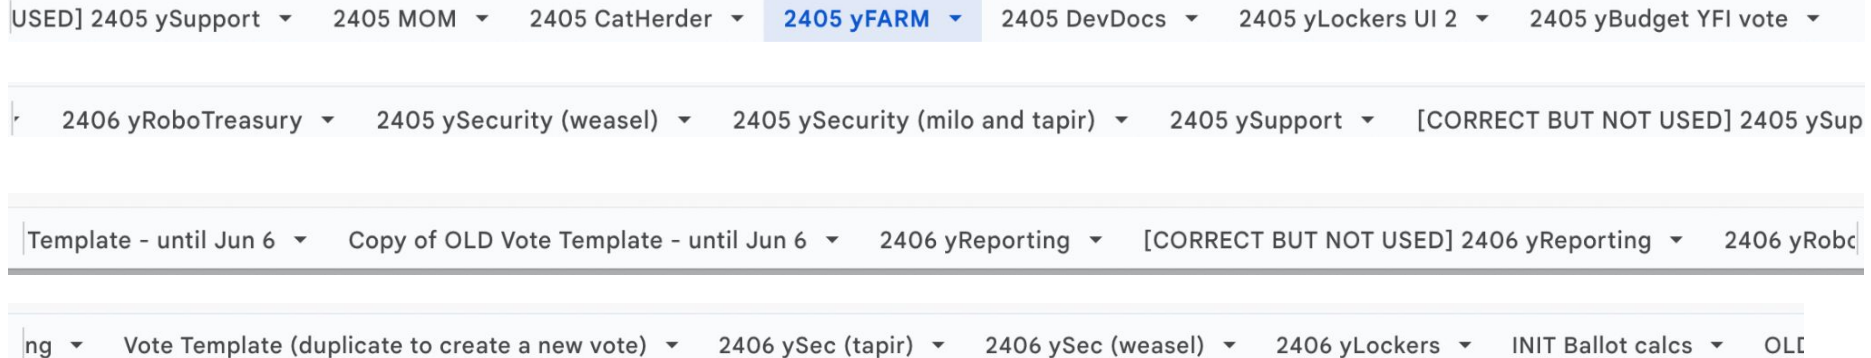 USED] 2405 ySupport 2405 MOM 2405 CatHerder 2405 yFARM 2405 DevDocs 2405 yLockers UI 2 2405 yBudget YFI vote
2406 yRoboTreasury 2405 ySecurity (weasel) 2405 ySecurity (milo and tapir) 2405 ySupport [CORRECT BUT NOT USED] 2405 ySup
Template - until Jun 6 Copy of OLD Vote Template - until Jun 6 2406 yReporting [CORRECT BUT NOT USED] 2406 yReporting 2406 yRobo
ng Vote Template (duplicate to create a new vote) 2406 ySec (tapir) 2406 ySec (weasel) 2406 yLockers INIT Ballot calcs OLD